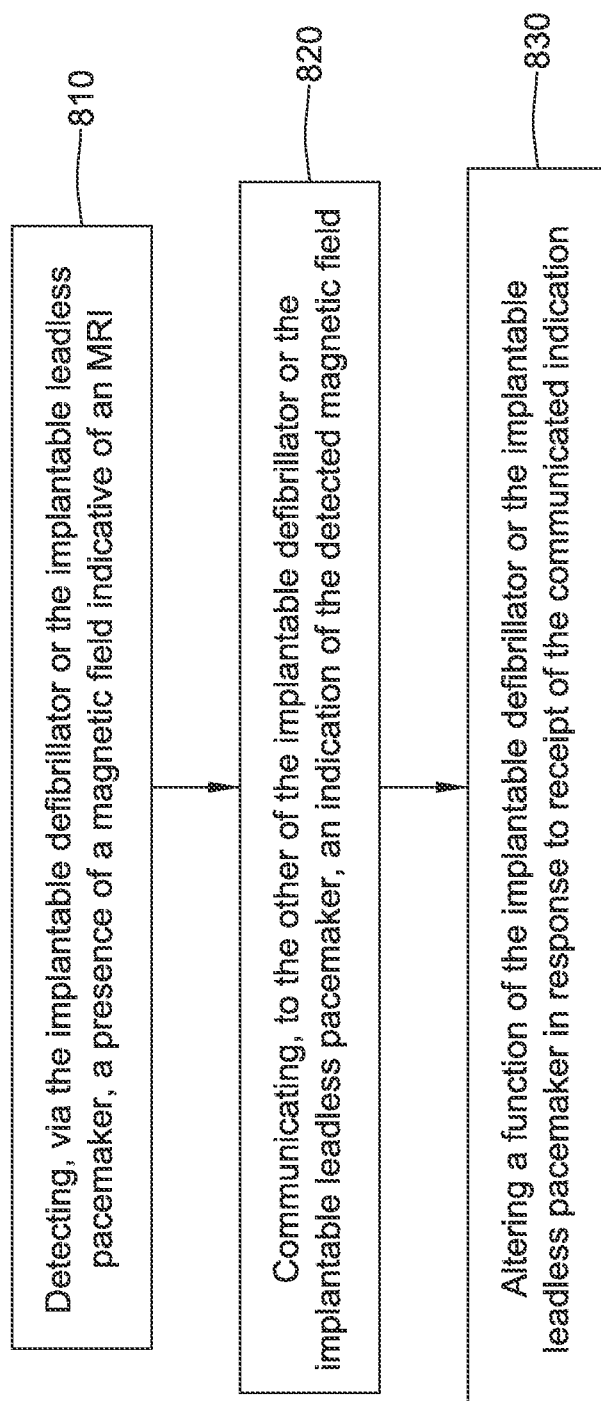 Detecting, via the implantable defibrillator or the implantable leadless
pacemaker, a presence of a magnetic field indicative of an MRI
810
Communicating, to the other of the implantable defibrillator or the
implantable leadless pacemaker, an indication of the detected magnetic field
820
Altering a function of the implantable defibrillator or the implantable
leadless pacemaker in response to receipt of the communicated indication
830